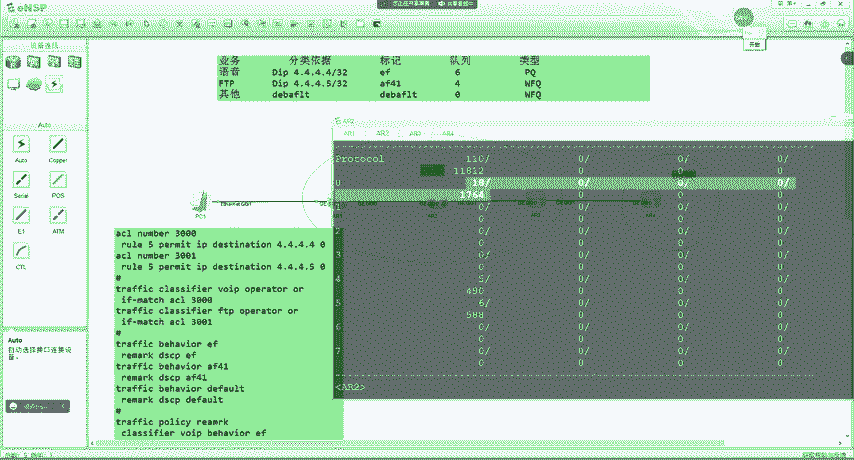 eNSP
业务 分类依据 标记 队列 类型
语音 Dip 4.4.4.4/32 ef 6 PQ
FTP Dip 4.4.4.5/32 af41 4 WFQ
其他 debaflt debaflt 0 WFQ
Auto
Auto Copper
Serial POS
E1 ATM
CTL
Auto
自动选择接口连接设备。
PC1
AR2
AR1 AR2 AR3 AR4
Protocol 110/ 0/ 0/ 0/
11812 0 0 0
0 18/ 0/ 0/ 0/
1764 0 0 0
1 0/ 0/ 0/ 0/
0 0 0 0
2 0/ 0/ 0/ 0/
0 0 0 0
3 0/ 0/ 0/ 0/
0 0 0 0
4 5/ 0/ 0/ 0/
490 0 0 0
5 6/ 0/ 0/ 0/
588 0 0 0
6 0/ 0/ 0/ 0/
0 0 0 0
7 0/ 0/ 0/ 0/
0 0 0 0
<AR2>
acl number 3000
rule 5 permit ip destination 4.4.4.4 0
acl number 3001
rule 5 permit ip destination 4.4.4.5 0
#
traffic classifier voip operator or
if-match acl 3000
traffic classifier ftp operator or
if-match acl 3001
#
traffic behavior ef
remark dscp ef
traffic behavior af41
remark dscp af41
traffic behavior default
remark dscp default
#
traffic policy reamrk
classifier voip behavior ef